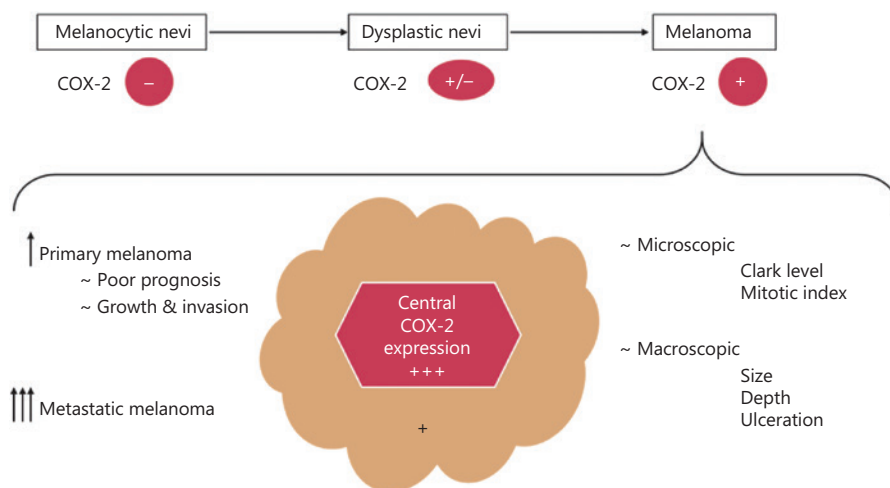 Melanocytic nevi
Dysplastic nevi
Melanoma
COX-2 –
COX-2 +/–
COX-2 +
Primary melanoma
~ Poor prognosis
~ Growth & invasion
Metastatic melanoma
Central
COX-2
expression
+++
+
~ Microscopic
Clark level
Mitotic index
~ Macroscopic
Size
Depth
Ulceration